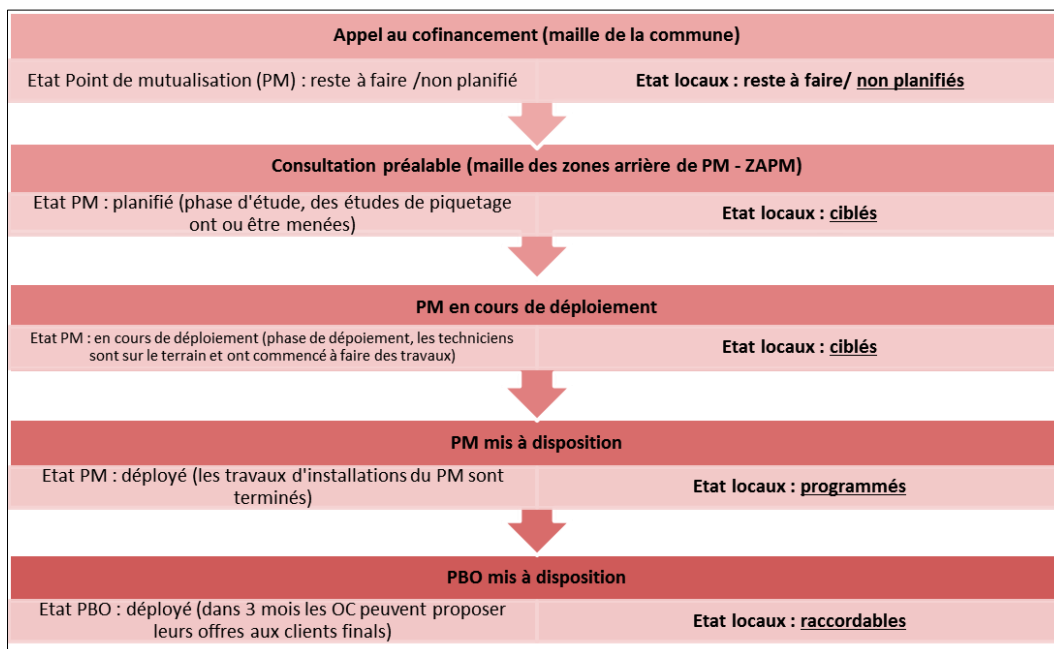 Appel au cofinancement (maille de la commune)
Etat Point de mutualisation (PM) : reste à faire /non planifié
Etat locaux : reste à faire/ non planifiés
Consultation préalable (maille des zones arrière de PM - ZAPM)
Etat PM : planifié (phase d'étude, des études de piquetage
ont ou être menées)
Etat locaux : ciblés
PM en cours de déploiement
Etat PM : en cours de déploiement (phase de dépoiement, les techniciens
sont sur le terrain et ont commencé à faire des travaux)
Etat locaux : ciblés
PM mis à disposition
Etat PM : déployé (les travaux d'installations du PM sont
terminés)
Etat locaux : programmés
PBO mis à disposition
Etat PBO : déployé (dans 3 mois les OC peuvent proposer
leurs offres aux clients finals)
Etat locaux : raccordables